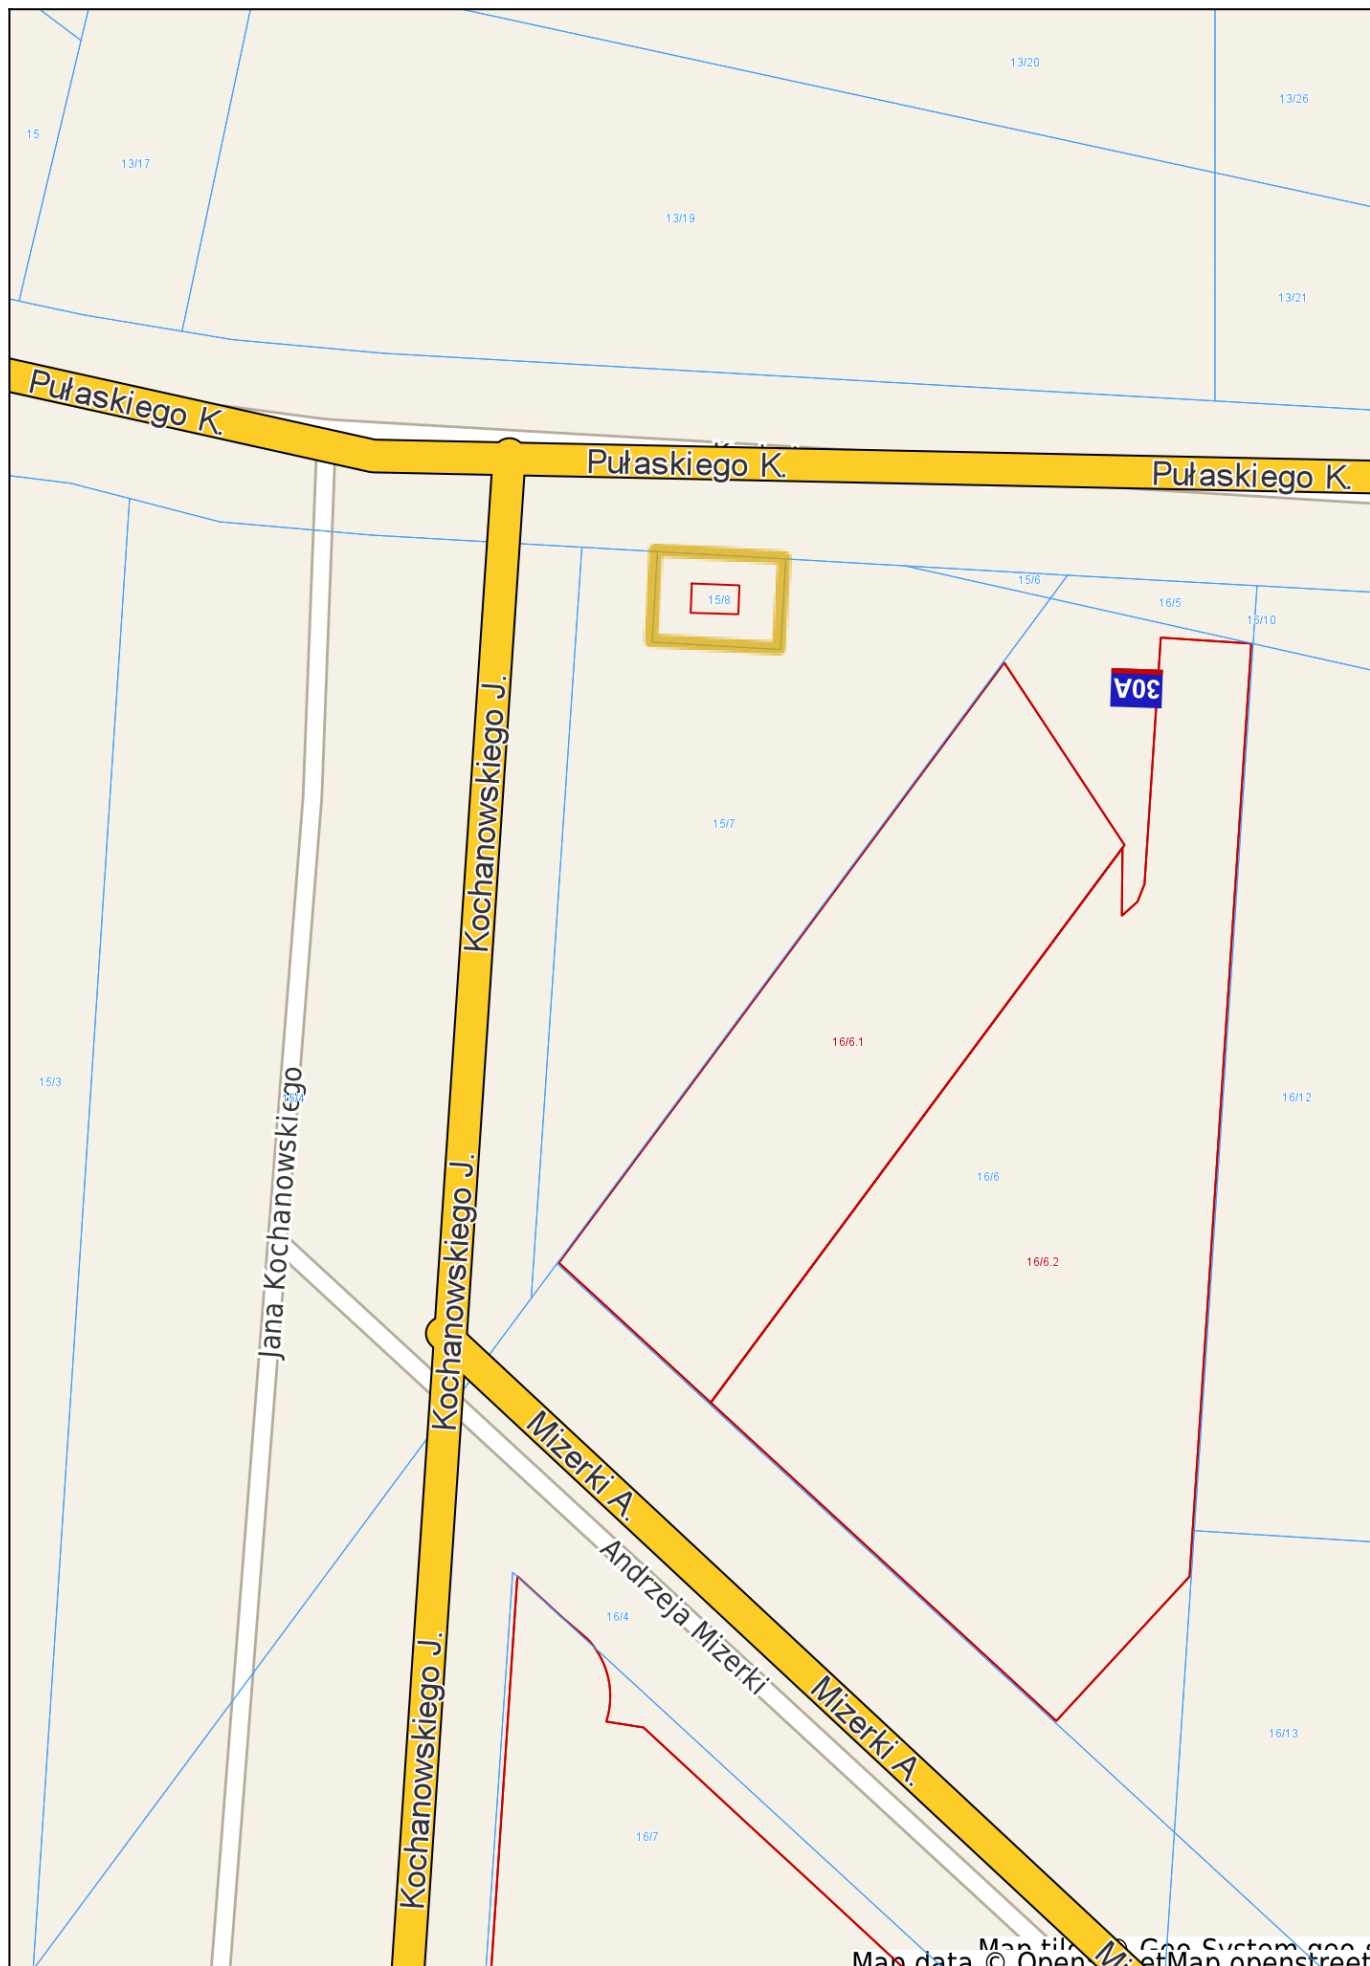 13/20
13/26
15
13/17
13/19
13/21
Pułaskiego K.
Pułaskiego K.
Pułaskiego K.
15/6
15/8
16/5
16/10
30A
Kochanowskiego J.
15/7
16/6.1
15/3
15/4
16/12
Jana Kochanowskiego
16/6
Kochanowskiego J.
16/6.2
Mizerki A.
Andrzeja Mizerki
16/4
Kochanowskiego J.
Mizerki A.
16/13
16/7